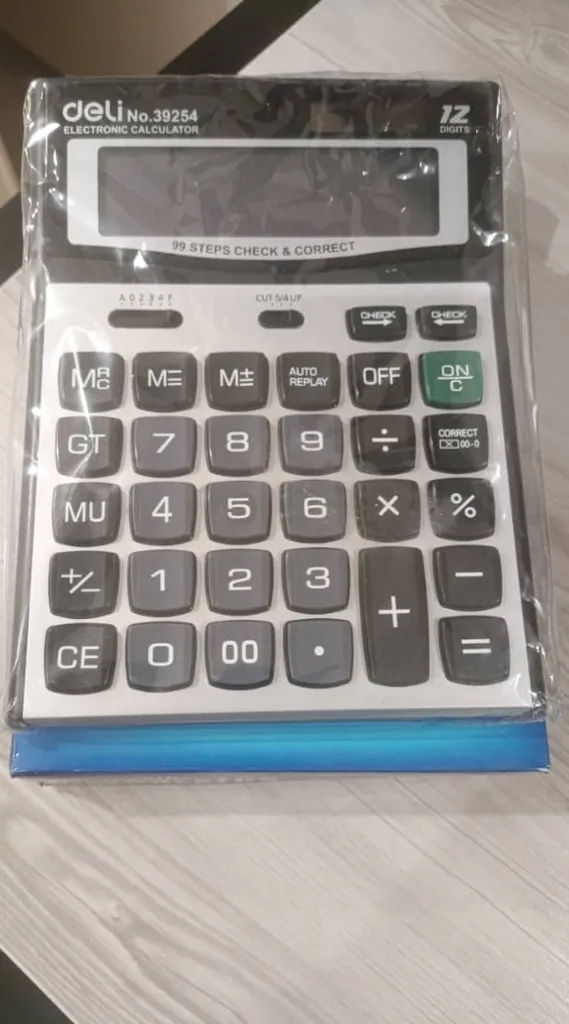 deli No.39254
ELECTRONIC CALCULATOR
12
DIGITS
99 STEPS CHECK & CORRECT
A 0 2 3 4 F
CUT 5/4 UP
CHECK →
CHECK ←
MRC
M=
M±
AUTO
REPLAY
OFF
ON
C
GT
7
8
9
÷
CORRECT
00→0
MU
4
5
6
×
%
+/−
1
2
3
+
−
CE
0
00
.
=